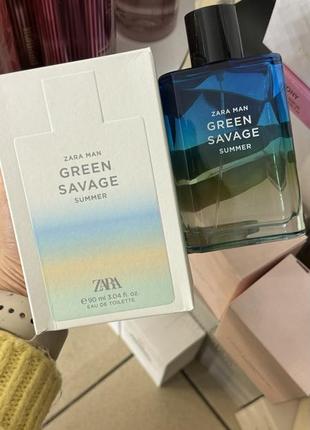 ZARA MAN
GREEN
SAVAGE
SUMMER
ZARA
℮ 90 ml 3.04 fl. oz.
EAU DE TOILETTE
ZARA MAN
GREEN
SAVAGE
SUMMER